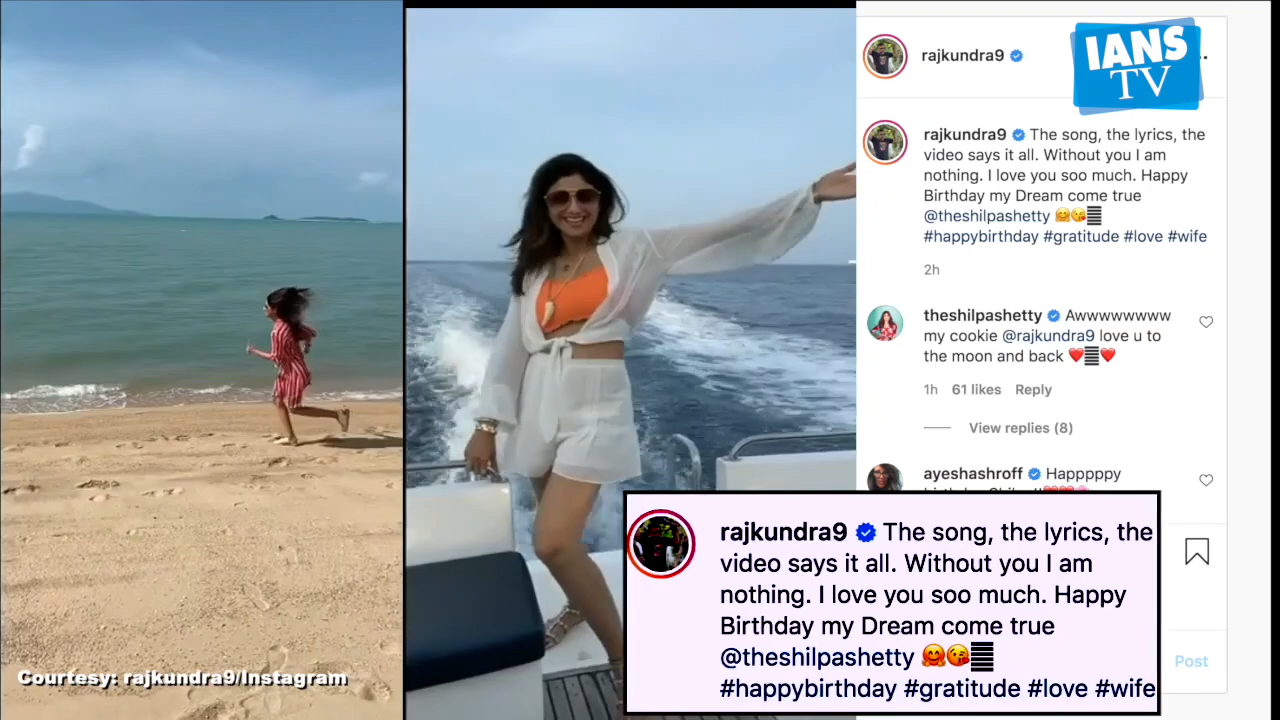 IANS
TV
rajkundra9
rajkundra9 The song, the lyrics, the
video says it all. Without you I am
nothing. I love you soo much. Happy
Birthday my Dream come true
@theshilpashetty 🤗😘
#happybirthday #gratitude #love #wife
2h
theshilpashetty Awwwwwwww
my cookie @rajkundra9 love u to
the moon and back ❤️❤️
1h 61 likes Reply
View replies (8)
ayeshashroff Happpppy
rajkundra9 The song, the lyrics, the
video says it all. Without you I am
nothing. I love you soo much. Happy
Birthday my Dream come true
@theshilpashetty 🤗😘
#happybirthday #gratitude #love #wife
Post
Courtesy: rajkundra9/Instagram